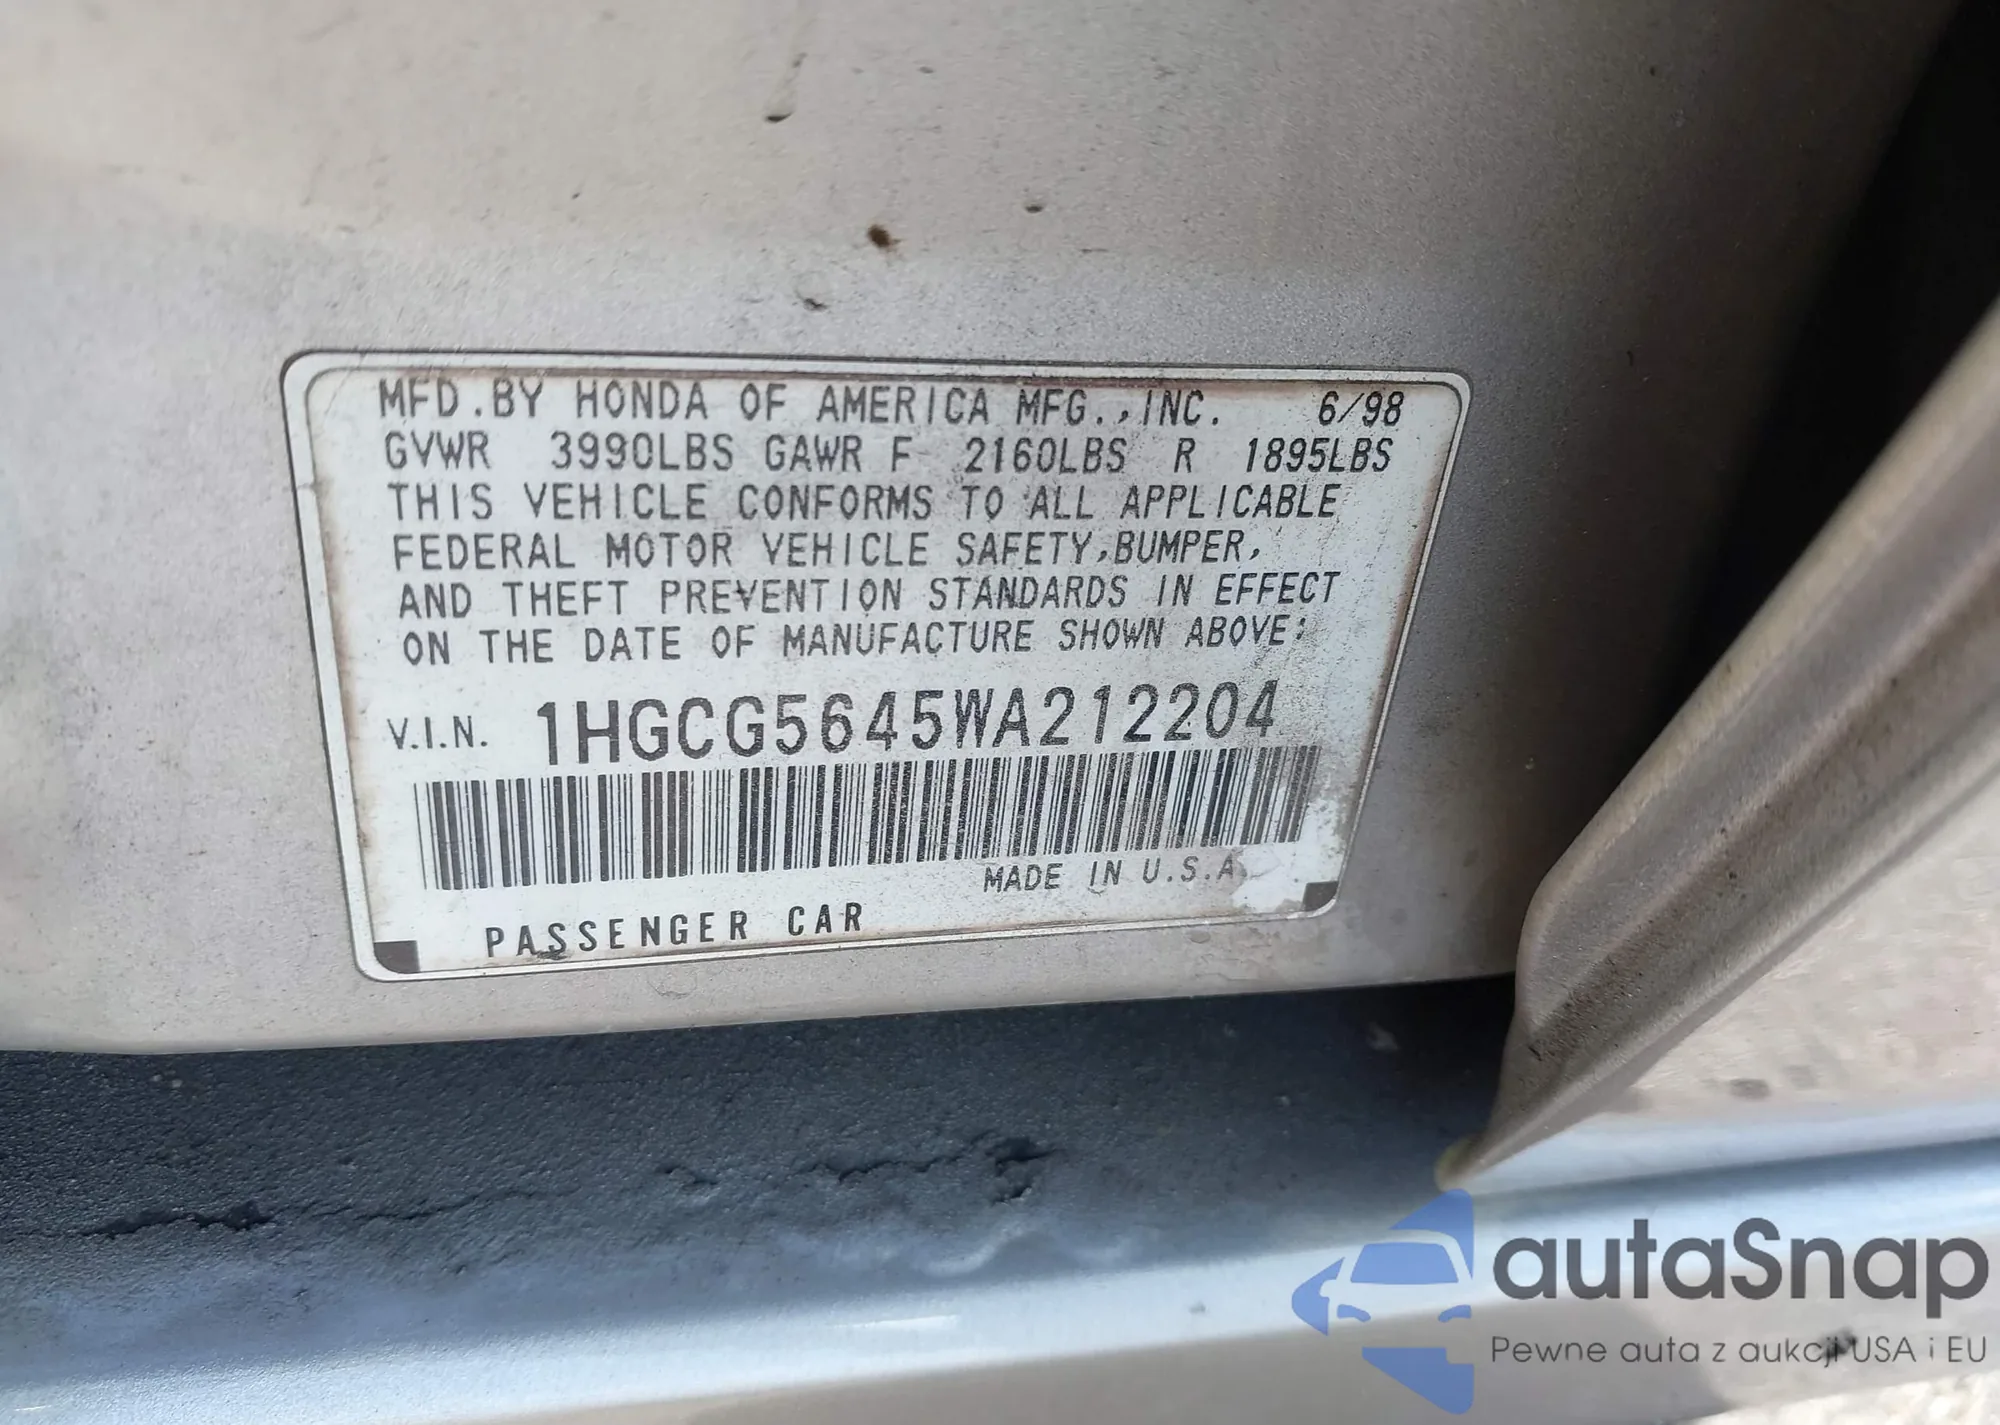 MFD.BY HONDA OF AMERICA MFG.,INC. 6/98
GVWR 3990LBS GAWR F 2160LBS R 1895LBS
THIS VEHICLE CONFORMS TO ALL APPLICABLE
FEDERAL MOTOR VEHICLE SAFETY,BUMPER,
AND THEFT PREVENTION STANDARDS IN EFFECT
ON THE DATE OF MANUFACTURE SHOWN ABOVE:
V.I.N. 1HGCG5645WA212204
MADE IN U.S.A.
PASSENGER CAR
autaSnap
Pewne auta z aukcji USA i EU